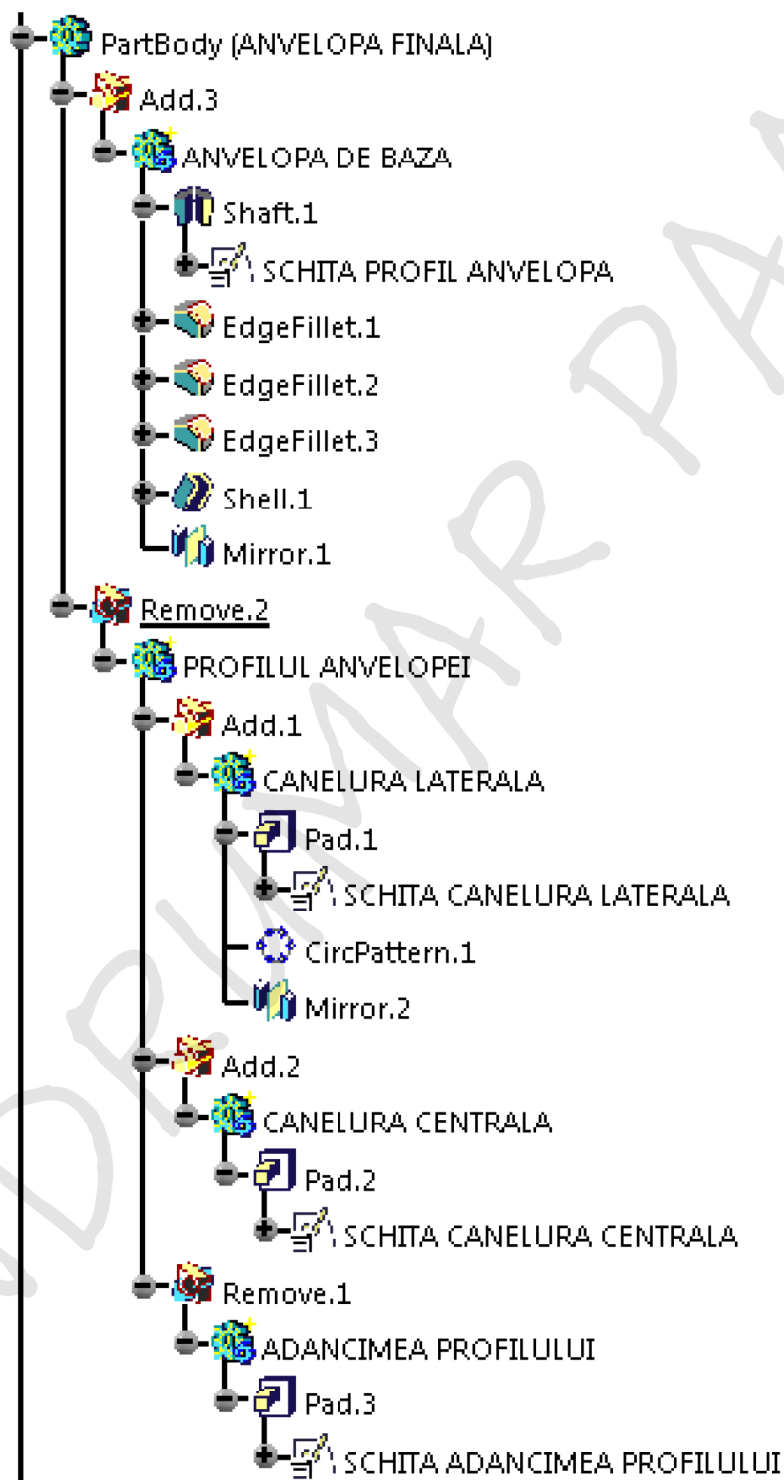 PartBody (ANVELOPA FINALA)
Add.3
ANVELOPA DE BAZA
Shaft.1
SCHITA PROFIL ANVELOPA
EdgeFillet.1
EdgeFillet.2
EdgeFillet.3
Shell.1
Mirror.1
Remove.2
PROFILUL ANVELOPEI
Add.1
CANELURA LATERALA
Pad.1
SCHITA CANELURA LATERALA
CircPattern.1
Mirror.2
Add.2
CANELURA CENTRALA
Pad.2
SCHITA CANELURA CENTRALA
Remove.1
ADANCIMEA PROFILULUI
Pad.3
SCHITA ADANCIMEA PROFILULUI